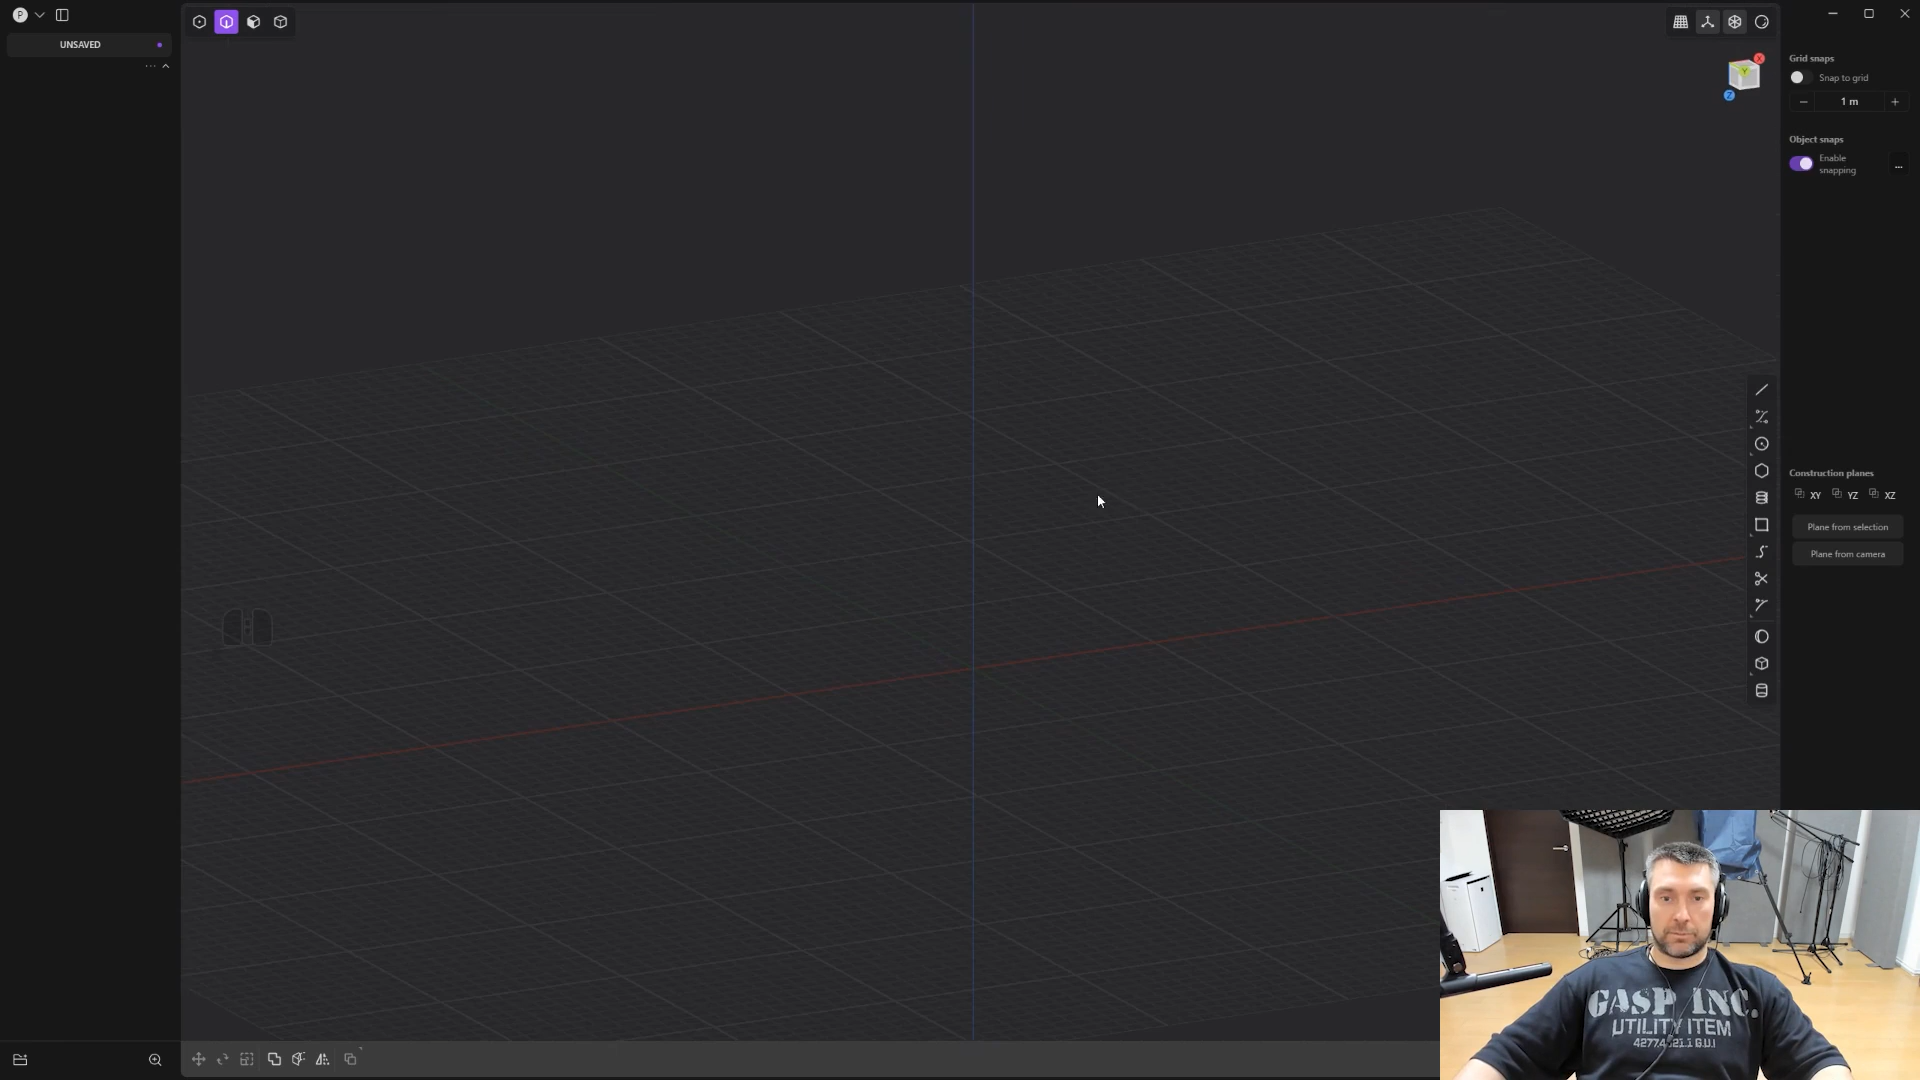 P
UNSAVED
X
Y
Z
Grid snaps
Snap to grid
1 m
Object snaps
Enable
snapping
Construction planes
XY
YZ
XZ
Plane from selection
Plane from camera
GASP INC.
UTILITY ITEM